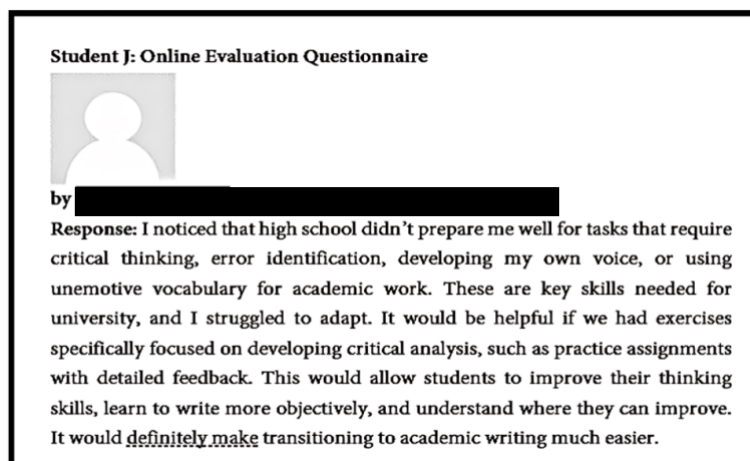 Student J: Online Evaluation Questionnaire
by
Response: I noticed that high school didn't prepare me well for tasks that require
critical thinking, error identification, developing my own voice, or using
unemotive vocabulary for academic work. These are key skills needed for
university, and I struggled to adapt. It would be helpful if we had exercises
specifically focused on developing critical analysis, such as practice assignments
with detailed feedback. This would allow students to improve their thinking
skills, learn to write more objectively, and understand where they can improve.
It would definitely make transitioning to academic writing much easier.